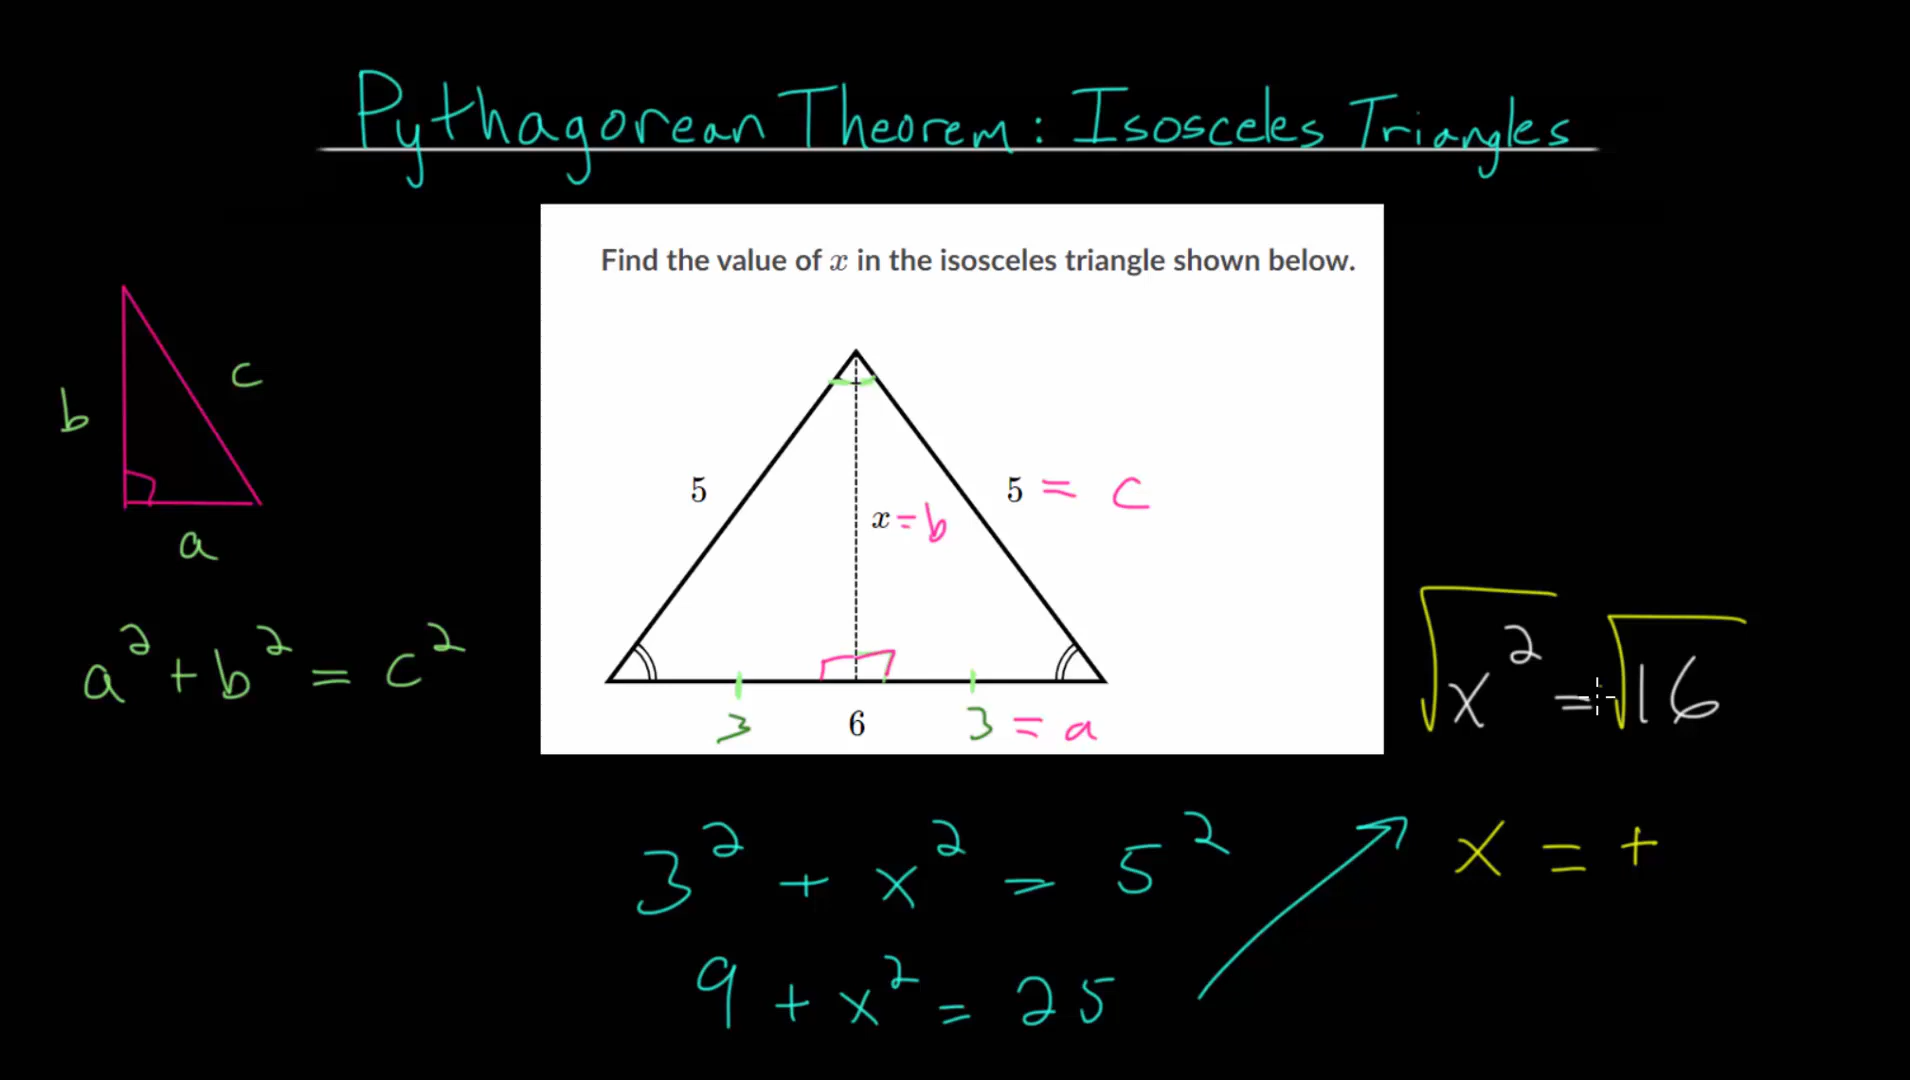 Pythagorean Theorem: Isosceles Triangles
Find the value of x in the isosceles triangle shown below.
b
c
a
a² + b² = c²
5
x = b
5 = c
3
6
3 = a
√x² = √16
3² + x² = 5²
x = +
9 + x² = 25